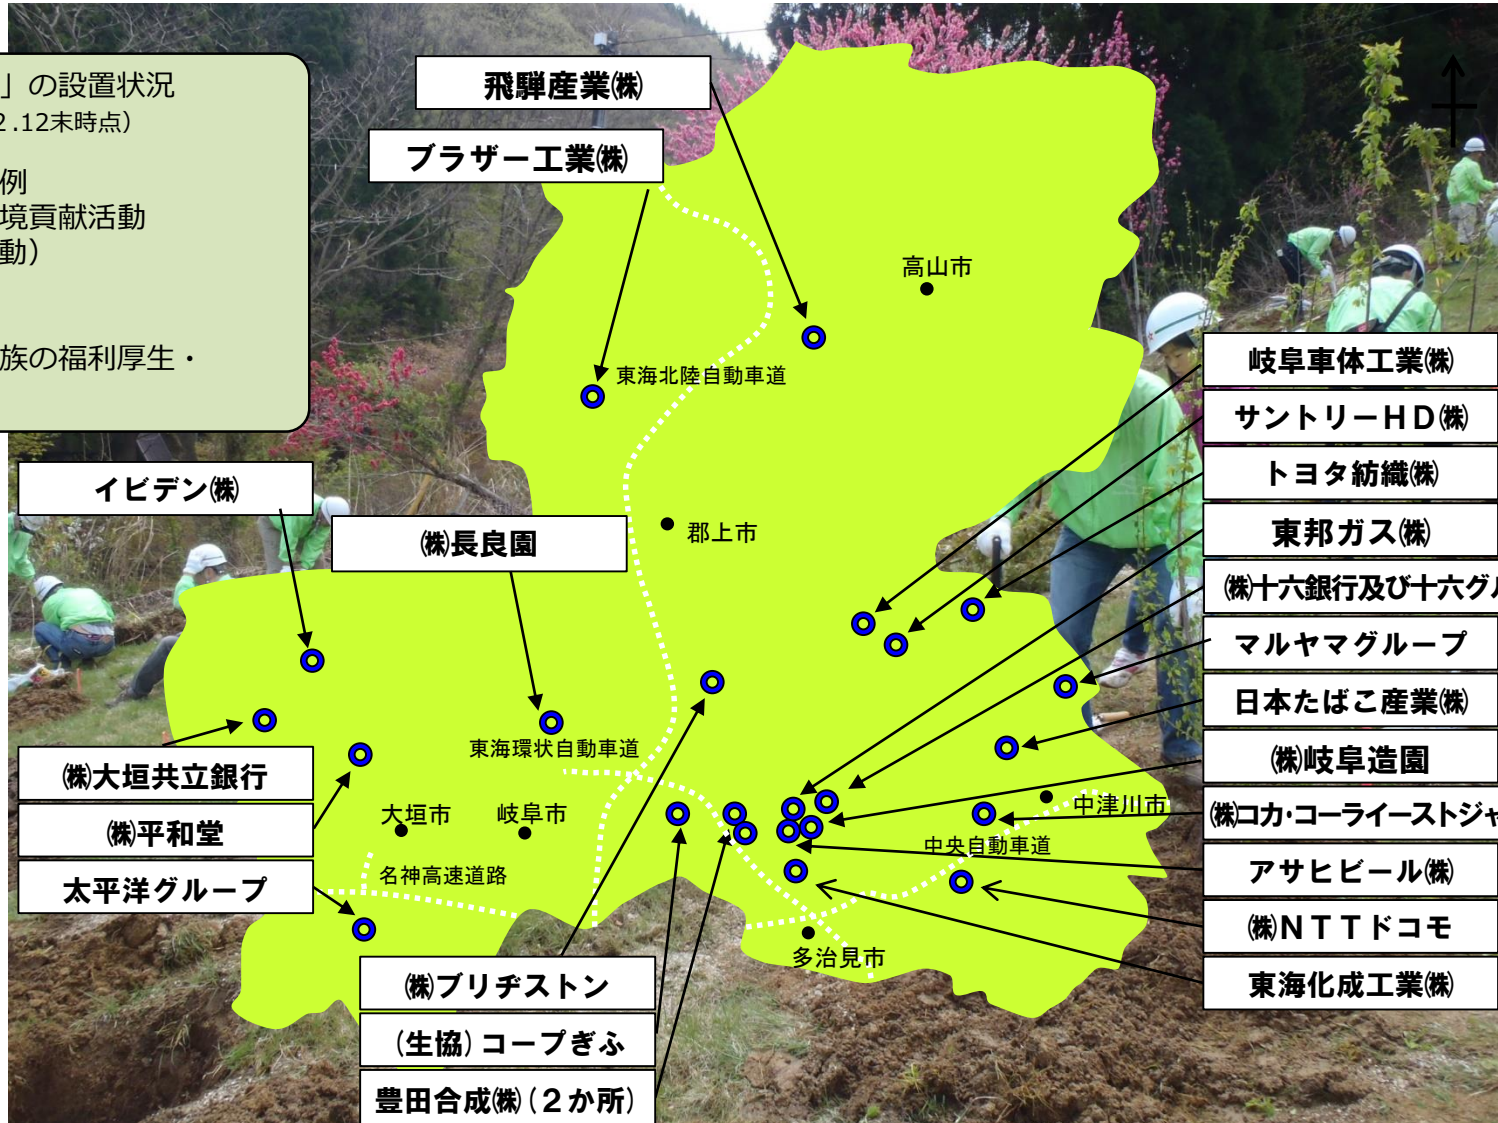 」の設置状況
２.12末時点）
例
境貢献活動
動）
族の福利厚生・
飛騨産業㈱
ブラザー工業㈱
高山市
東海北陸自動車道
岐阜車体工業㈱
サントリーＨＤ㈱
トヨタ紡織㈱
東邦ガス㈱
㈱十六銀行及び十六グル
マルヤマグループ
日本たばこ産業㈱
㈱岐阜造園
㈱コカ・コーライーストジャ
アサヒビール㈱
㈱ＮＴＴドコモ
東海化成工業㈱
イビデン㈱
㈱長良園
郡上市
東海環状自動車道
㈱大垣共立銀行
㈱平和堂
太平洋グループ
大垣市
岐阜市
名神高速道路
中津川市
中央自動車道
多治見市
㈱ブリヂストン
（生協）コープぎふ
豊田合成㈱（２か所）